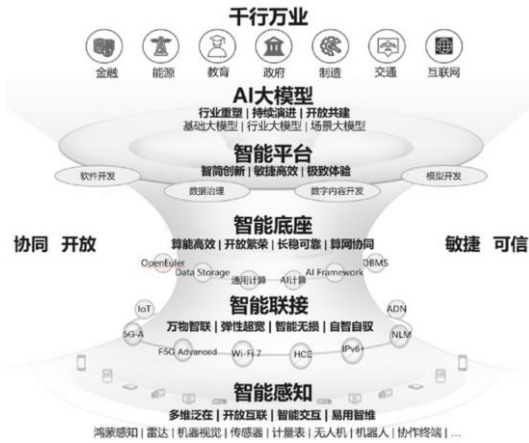 千行万业
金融 能源 教育 政府 制造 交通 互联网
AI大模型
行业重塑 | 持续演进 | 开放共建
基础大模型 | 行业大模型 | 场景大模型
智能平台
智简创新 | 敏捷高效 | 极致体验
软件开发 数据治理 数字内容开发 模型开发
智能底座
算能高效 | 开放繁荣 | 长稳可靠 | 算网协同
协同 开放
敏捷 可信
OpenEuler Data Storage 通用计算 AI计算 AI Framework DBMS
智能联接
万物智联 | 弹性超宽 | 智能无损 | 自智自驭
IoT 5G-A F5G Advanced Wi-Fi 7 HCE IPv6+ NLM ADN
智能感知
多维泛在 | 开放互联 | 智能交互 | 易用智维
鸿蒙感知 | 雷达 | 机器视觉 | 传感器 | 计量表 | 无人机 | 机器人 | 协作终端 | ...